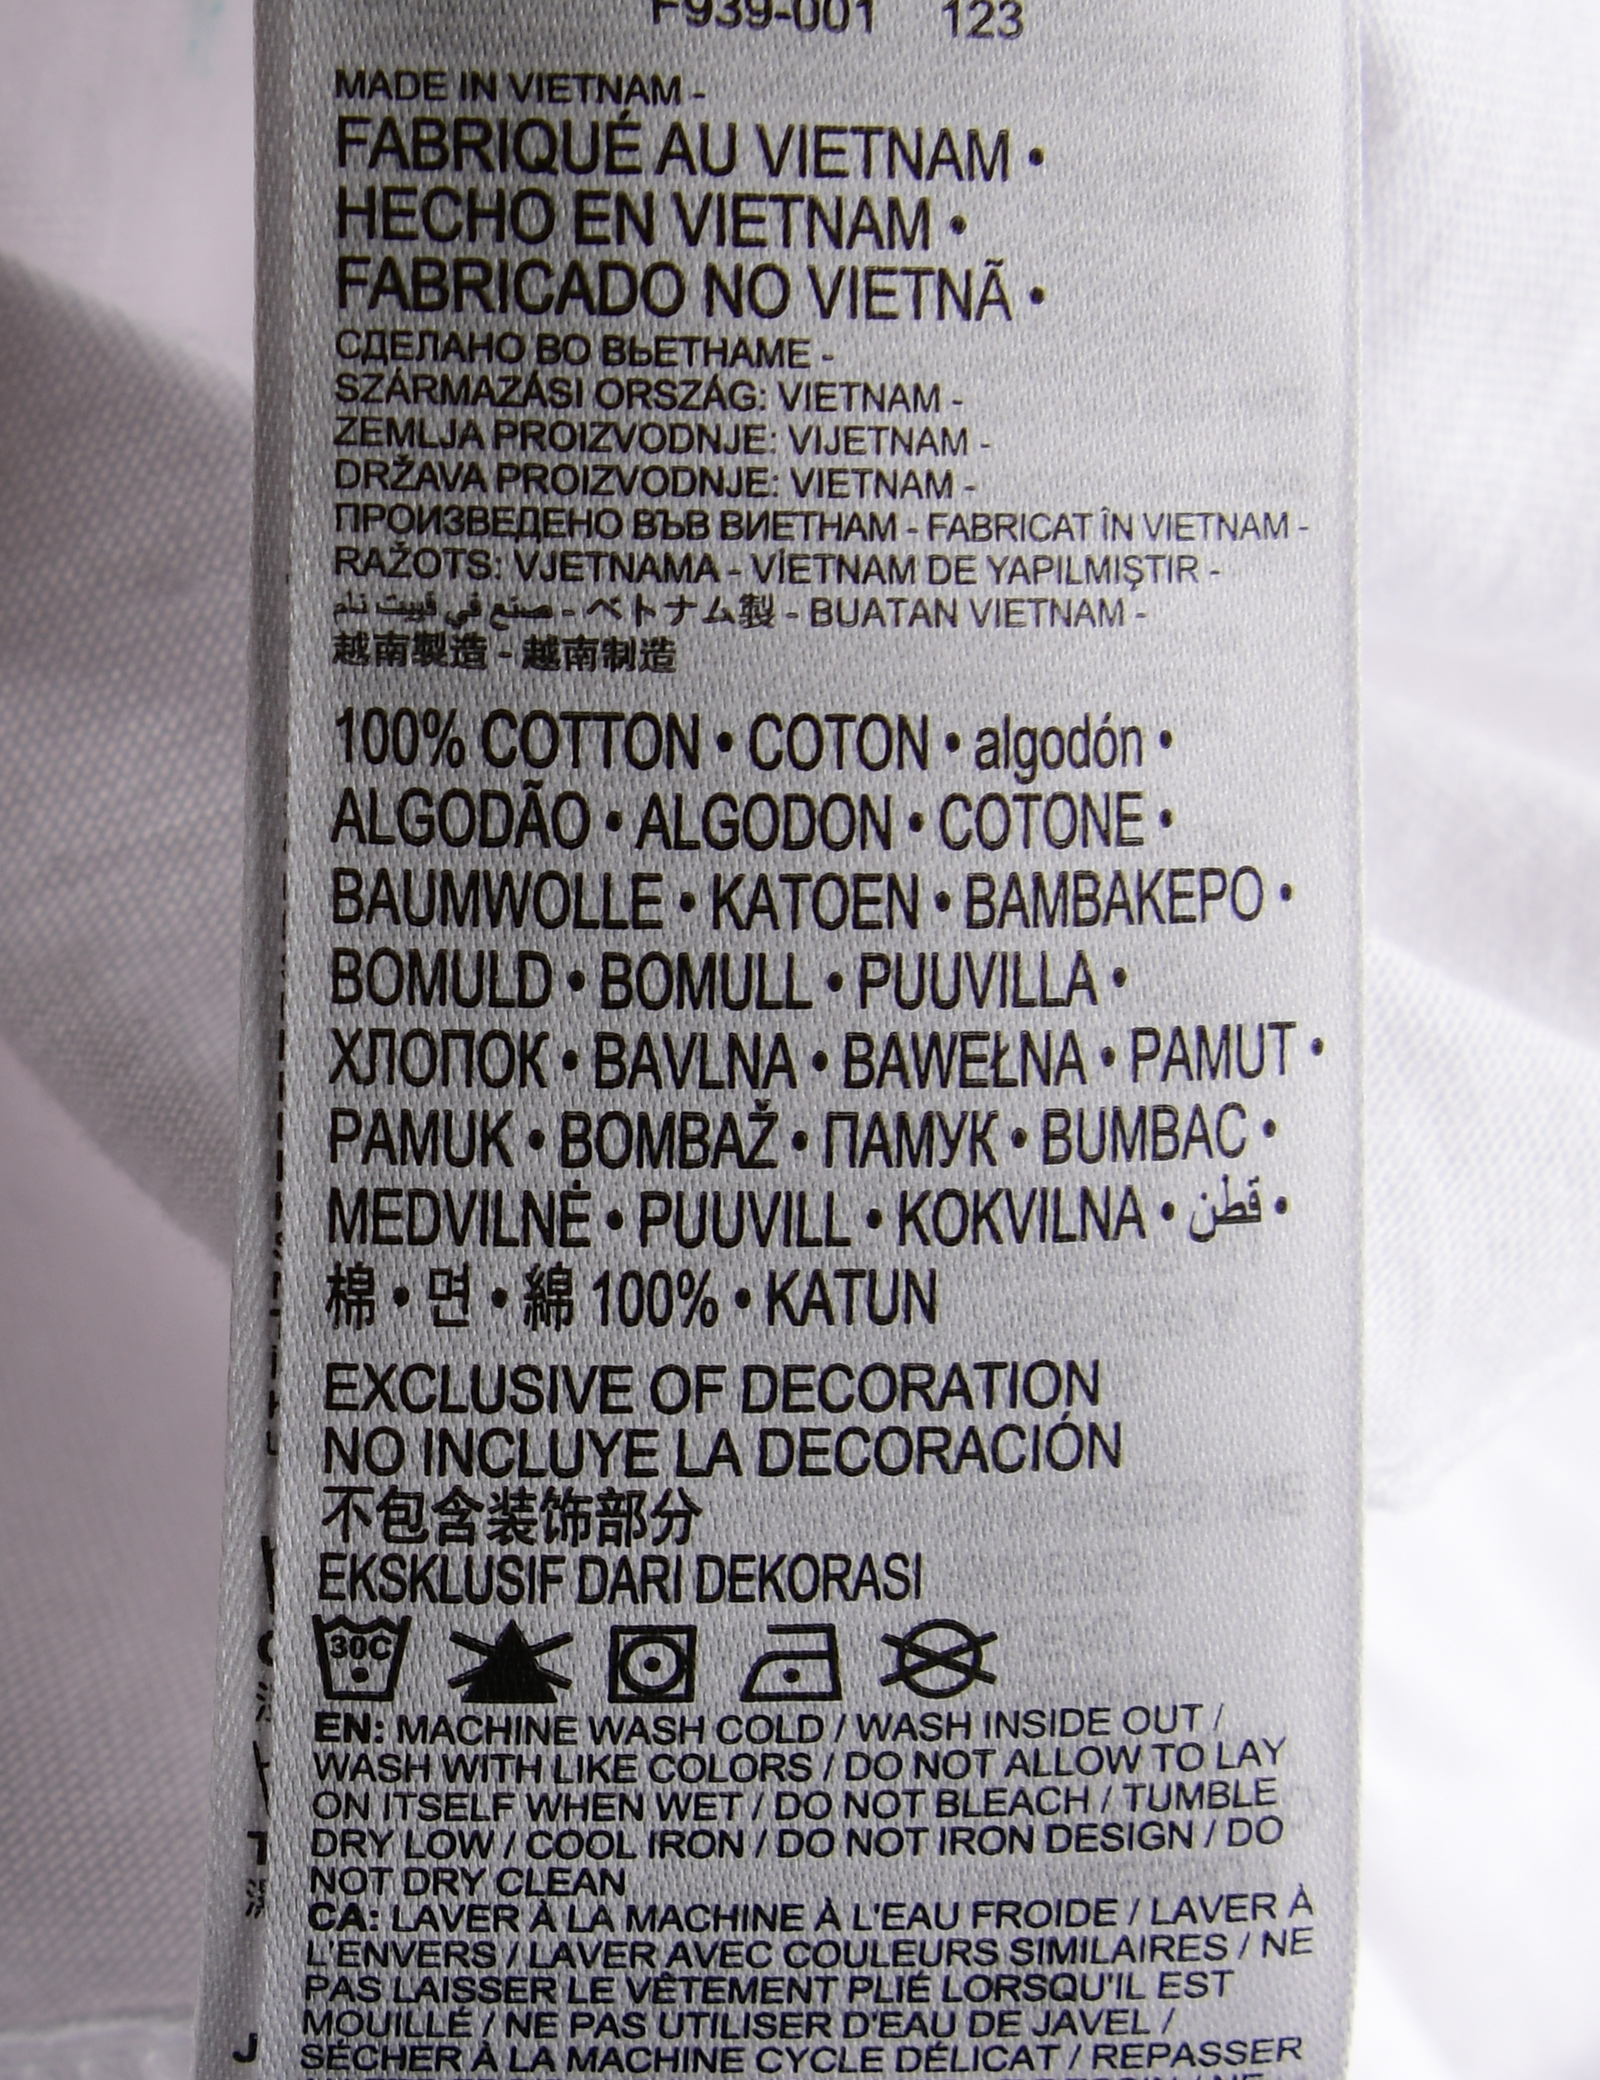 F939-001 123
MADE IN VIETNAM -
FABRIQUÉ AU VIETNAM •
HECHO EN VIETNAM •
FABRICADO NO VIETNÃ •
СДЕЛАНО ВО ВЬЕТНАМЕ -
SZÁRMAZÁSI ORSZÁG: VIETNAM -
ZEMLJA PROIZVODNJE: VIJETNAM -
DRŽAVA PROIZVODNJE: VIETNAM -
ПРОИЗВЕДЕНО ВЪВ ВИЕТНАМ - FABRICAT ÎN VIETNAM -
RAŽOTS: VJETNAMA - VİETNAM DE YAPILMIŞTIR -
صنع في فييت نام - ベトナム製 - BUATAN VIETNAM -
越南製造 - 越南制造
100% COTTON • COTON • algodón •
ALGODÃO • ALGODON • COTONE •
BAUMWOLLE • KATOEN • ΒΑΜΒΑΚΕΡΟ •
BOMULD • BOMULL • PUUVILLA •
ХЛОПОК • BAVLNA • BAWEŁNA • PAMUT •
PAMUK • BOMBAŽ • ПАМУК • BUMBAC •
MEDVILNĖ • PUUVILL • KOKVILNA • قطن •
棉 • 면 • 綿 100% • KATUN
EXCLUSIVE OF DECORATION
NO INCLUYE LA DECORACIÓN
不包含装饰部分
EKSKLUSIF DARI DEKORASI
30C
EN: MACHINE WASH COLD / WASH INSIDE OUT /
WASH WITH LIKE COLORS / DO NOT ALLOW TO LAY
ON ITSELF WHEN WET / DO NOT BLEACH / TUMBLE
DRY LOW / COOL IRON / DO NOT IRON DESIGN / DO
NOT DRY CLEAN
CA: LAVER À LA MACHINE À L'EAU FROIDE / LAVER À
L'ENVERS / LAVER AVEC COULEURS SIMILAIRES / NE
PAS LAISSER LE VÊTEMENT PLIÉ LORSQU'IL EST
MOUILLÉ / NE PAS UTILISER D'EAU DE JAVEL /
SÉCHER À LA MACHINE CYCLE DÉLICAT / REPASSER